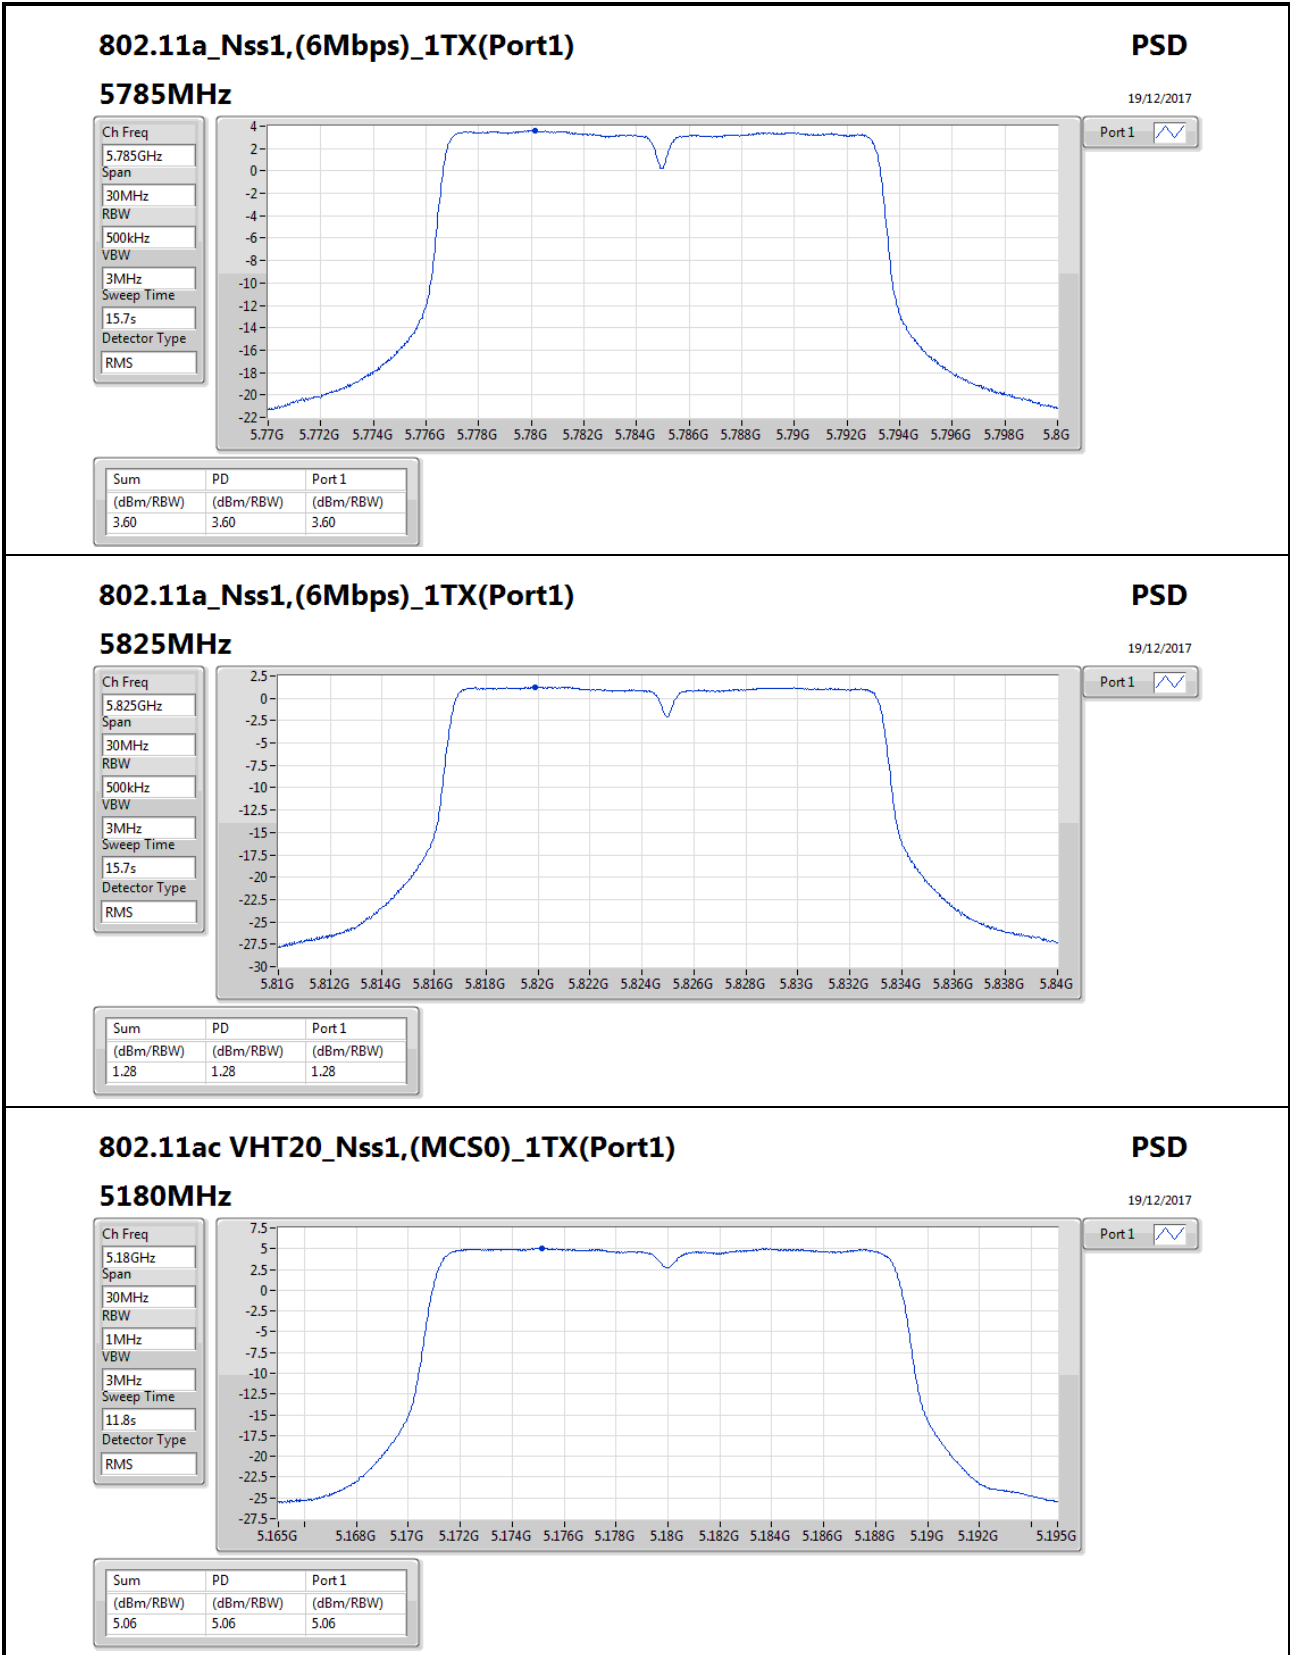 802.11a_Nss1,(6Mbps)_1TX(Port1) PSD
5785MHz 19/12/2017
Ch Freq
5.785GHz
Span
30MHz
RBW
500kHz
VBW
3MHz
Sweep Time
15.7s
Detector Type
RMS
4
2
0
-2
-4
-6
-8
-10
-12
-14
-16
-18
-20
-22
5.77G 5.772G 5.774G 5.776G 5.778G 5.78G 5.782G 5.784G 5.786G 5.788G 5.79G 5.792G 5.794G 5.796G 5.798G 5.8G
Port 1
Sum PD Port 1
(dBm/RBW) (dBm/RBW) (dBm/RBW)
3.60 3.60 3.60
802.11a_Nss1,(6Mbps)_1TX(Port1) PSD
5825MHz 19/12/2017
Ch Freq
5.825GHz
Span
30MHz
RBW
500kHz
VBW
3MHz
Sweep Time
15.7s
Detector Type
RMS
2.5
0
-2.5
-5
-7.5
-10
-12.5
-15
-17.5
-20
-22.5
-25
-27.5
-30
5.81G 5.812G 5.814G 5.816G 5.818G 5.82G 5.822G 5.824G 5.826G 5.828G 5.83G 5.832G 5.834G 5.836G 5.838G 5.84G
Port 1
Sum PD Port 1
(dBm/RBW) (dBm/RBW) (dBm/RBW)
1.28 1.28 1.28
802.11ac VHT20_Nss1,(MCS0)_1TX(Port1) PSD
5180MHz 19/12/2017
Ch Freq
5.18GHz
Span
30MHz
RBW
1MHz
VBW
3MHz
Sweep Time
11.8s
Detector Type
RMS
7.5
5
2.5
0
-2.5
-5
-7.5
-10
-12.5
-15
-17.5
-20
-22.5
-25
-27.5
5.165G 5.168G 5.17G 5.172G 5.174G 5.176G 5.178G 5.18G 5.182G 5.184G 5.186G 5.188G 5.19G 5.192G 5.195G
Port 1
Sum PD Port 1
(dBm/RBW) (dBm/RBW) (dBm/RBW)
5.06 5.06 5.06